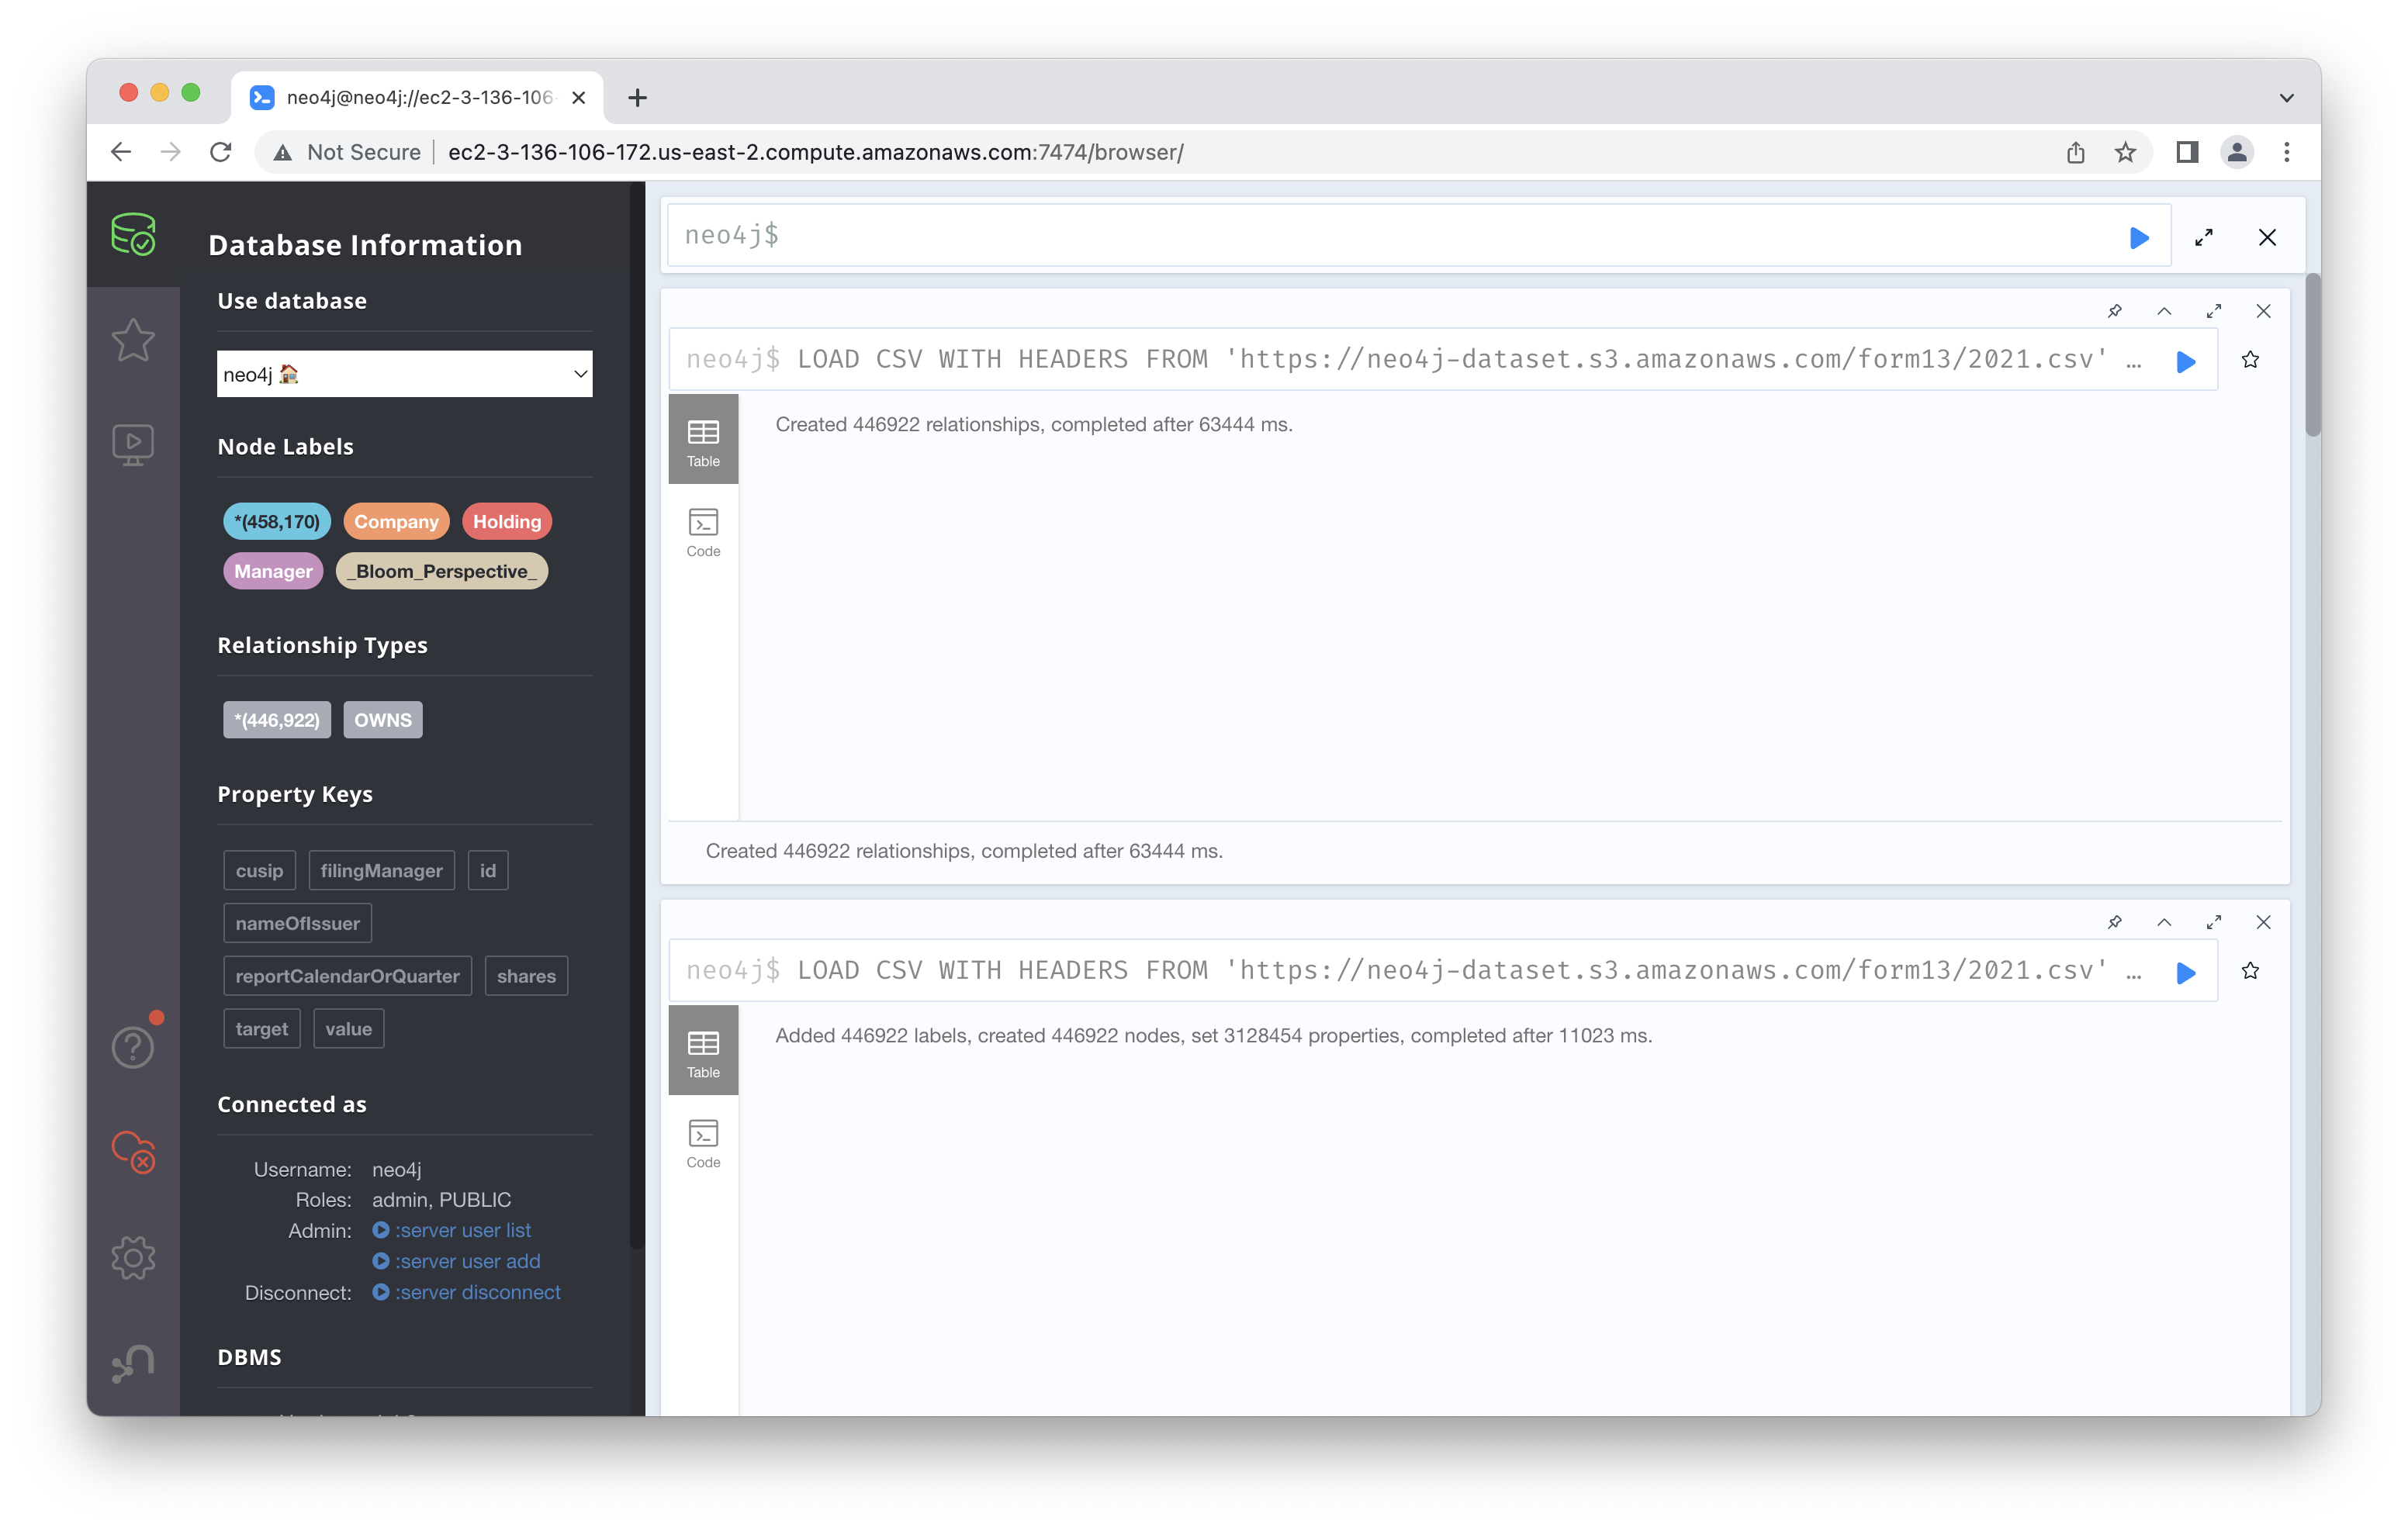 neo4j@neo4j://ec2-3-136-106-
Not Secure | ec2-3-136-106-172.us-east-2.compute.amazonaws.com:7474/browser/
Database Information
Use database
neo4j
Node Labels
*(458,170) Company Holding
Manager _Bloom_Perspective_
Relationship Types
*(446,922) OWNS
Property Keys
cusip filingManager id
nameOfIssuer
reportCalendarOrQuarter shares
target value
Connected as
Username: neo4j
Roles: admin, PUBLIC
Admin: :server user list
:server user add
Disconnect: :server disconnect
DBMS
neo4j$
neo4j$ LOAD CSV WITH HEADERS FROM 'https://neo4j-dataset.s3.amazonaws.com/form13/2021.csv' …
Table
Code
Created 446922 relationships, completed after 63444 ms.
Created 446922 relationships, completed after 63444 ms.
neo4j$ LOAD CSV WITH HEADERS FROM 'https://neo4j-dataset.s3.amazonaws.com/form13/2021.csv' …
Table
Code
Added 446922 labels, created 446922 nodes, set 3128454 properties, completed after 11023 ms.